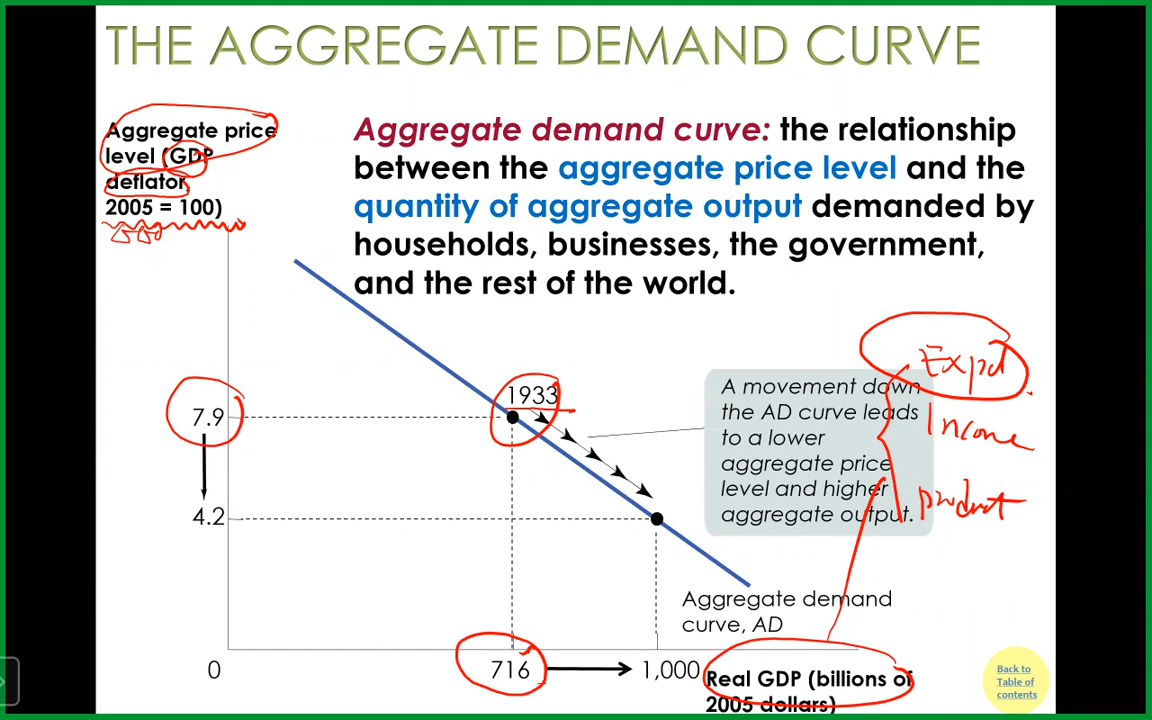 THE AGGREGATE DEMAND CURVE
Aggregate price
level (GDP
deflator,
2005 = 100)
Aggregate demand curve: the relationship
between the aggregate price level and the
quantity of aggregate output demanded by
households, businesses, the government,
and the rest of the world.
Expd
Income
product
1933
7.9
A movement down
the AD curve leads
to a lower
aggregate price
level and higher
aggregate output.
4.2
Aggregate demand
curve, AD
0
716
1,000
Real GDP (billions of
2005 dollars)
Back to
Table of
contents